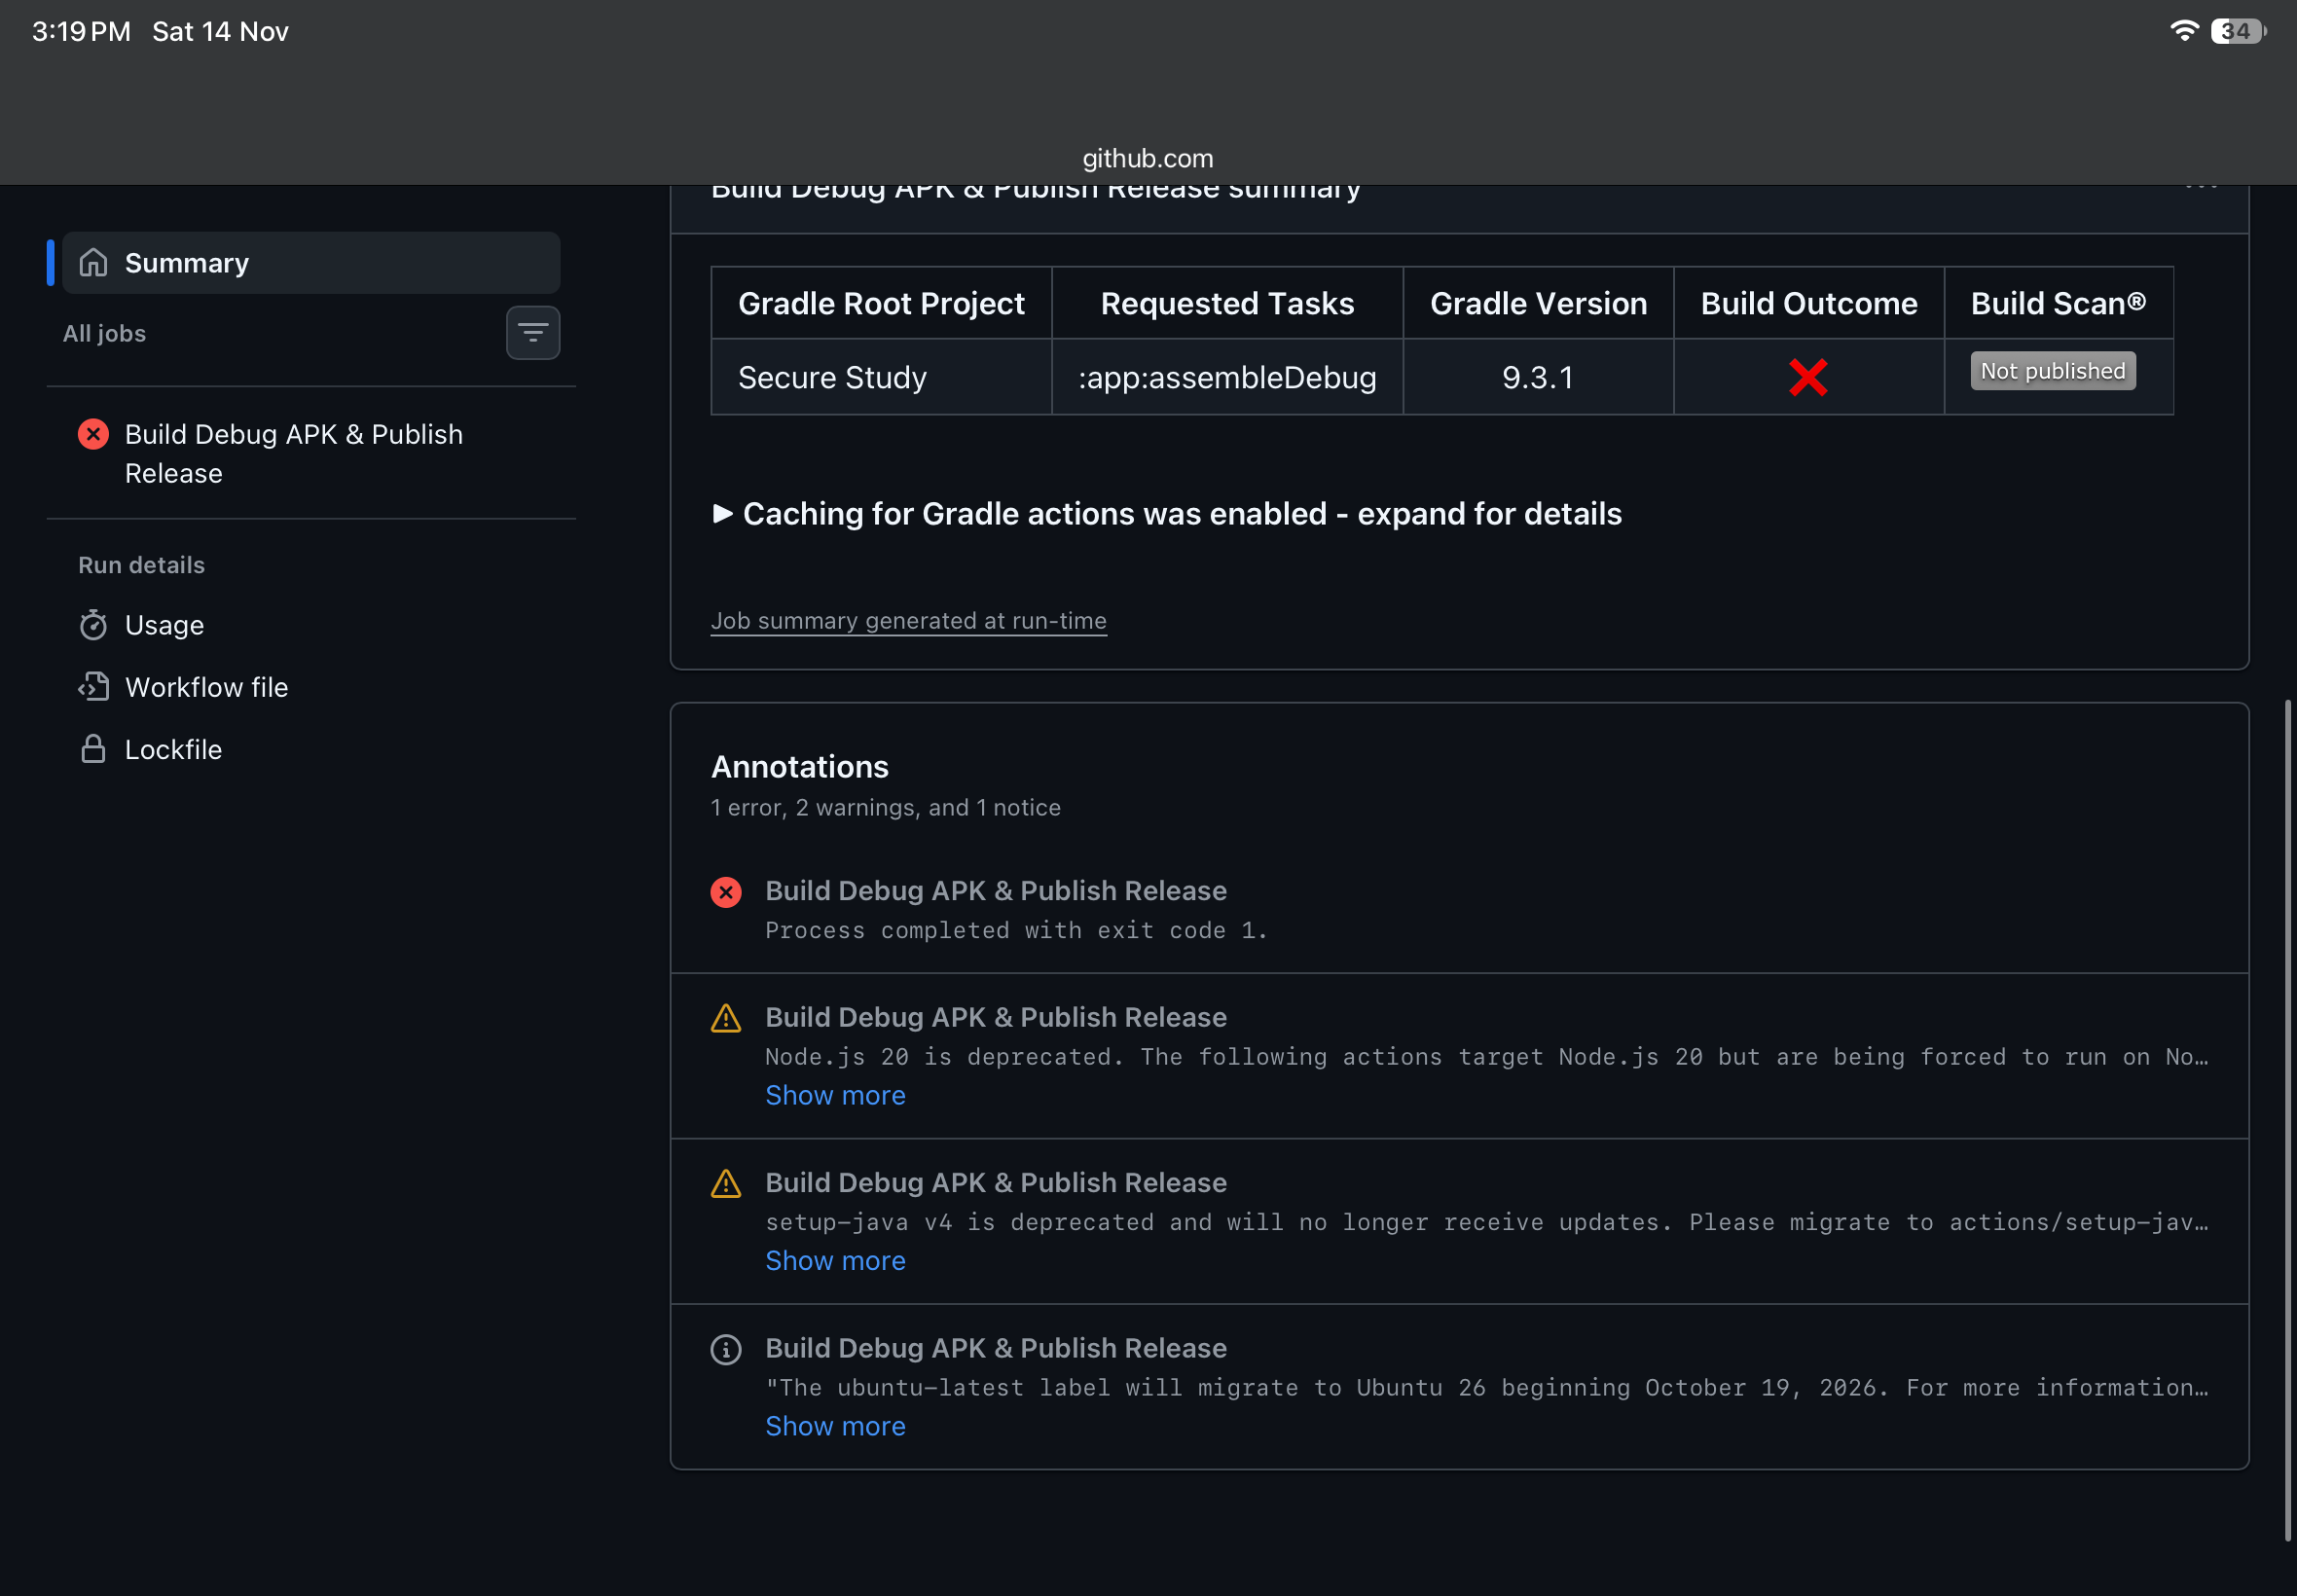 3:19 PM Sat 14 Nov
34
github.com
Build Debug APK & Publish Release summary
Summary
All jobs
Build Debug APK & Publish
Release
Run details
Usage
Workflow file
Lockfile
Gradle Root Project Requested Tasks Gradle Version Build Outcome Build Scan®
Secure Study :app:assembleDebug 9.3.1 Not published
Caching for Gradle actions was enabled - expand for details
Job summary generated at run-time
Annotations
1 error, 2 warnings, and 1 notice
Build Debug APK & Publish Release
Process completed with exit code 1.
Build Debug APK & Publish Release
Node.js 20 is deprecated. The following actions target Node.js 20 but are being forced to run on No…
Show more
Build Debug APK & Publish Release
setup-java v4 is deprecated and will no longer receive updates. Please migrate to actions/setup-jav…
Show more
Build Debug APK & Publish Release
"The ubuntu-latest label will migrate to Ubuntu 26 beginning October 19, 2026. For more information…
Show more